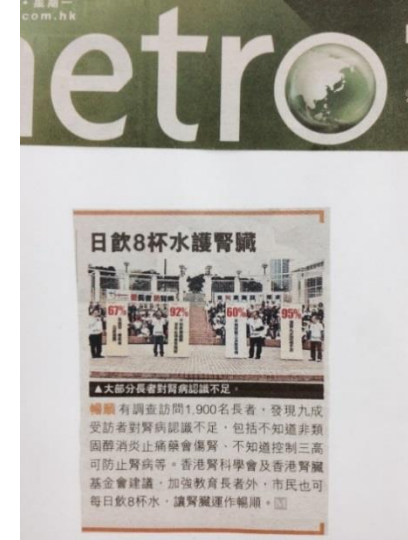 星期一
com.hk
metro
日飲8杯水護腎臟
67%
92%
60%
95%
▲大部分長者對腎病認識不足。
暢順 有調查訪問1,900名長者,發現九成
受訪者對腎病認識不足,包括不知道非類
固醇消炎止痛藥會傷腎、不知道控制三高
可防止腎病等。香港腎科學會及香港腎臟
基金會建議,加強教育長者外,市民也可
每日飲8杯水,讓腎臟運作暢順。